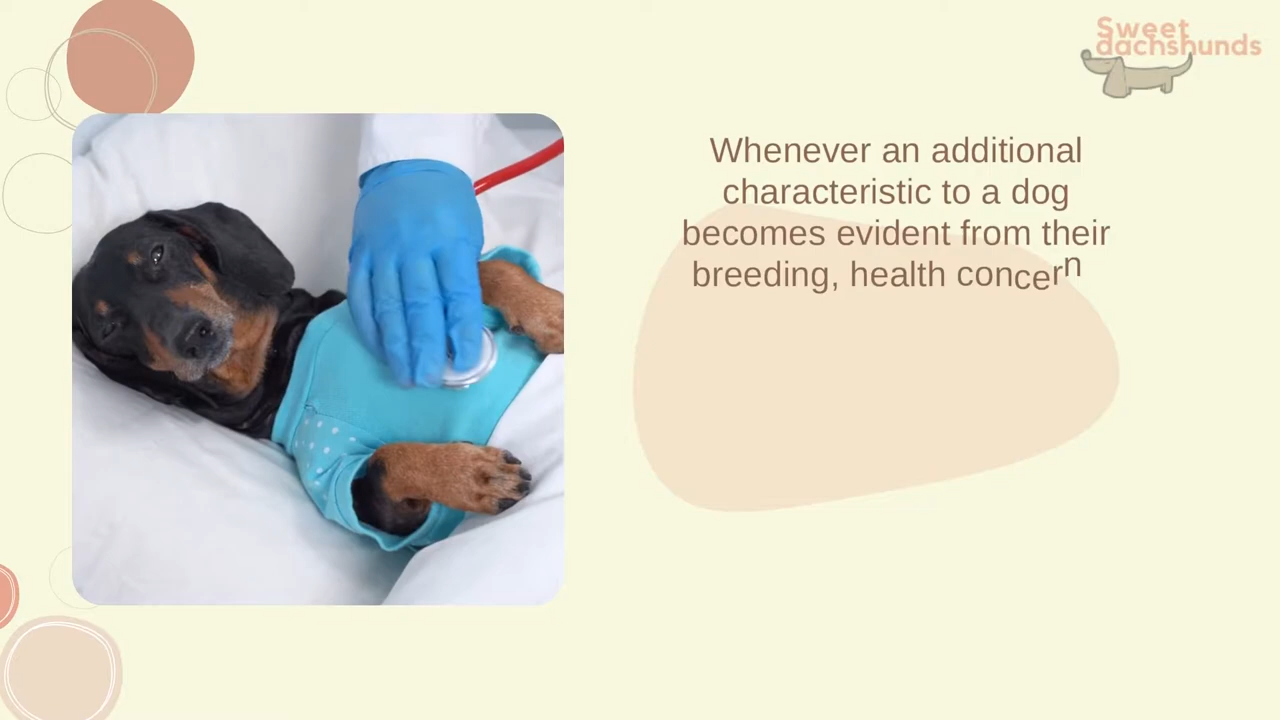 Sweet
dachshunds
Whenever an additional
characteristic to a dog
becomes evident from their
breeding, health concern